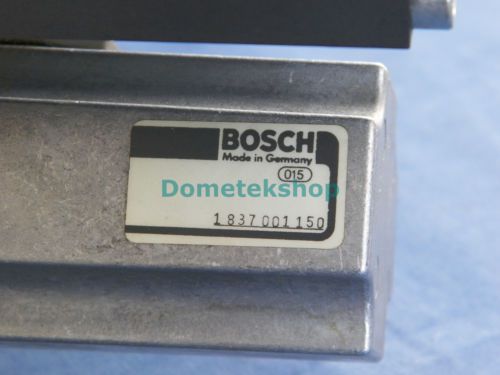 BOSCH
Made in Germany
015
Dometekshop
1 837 001 150